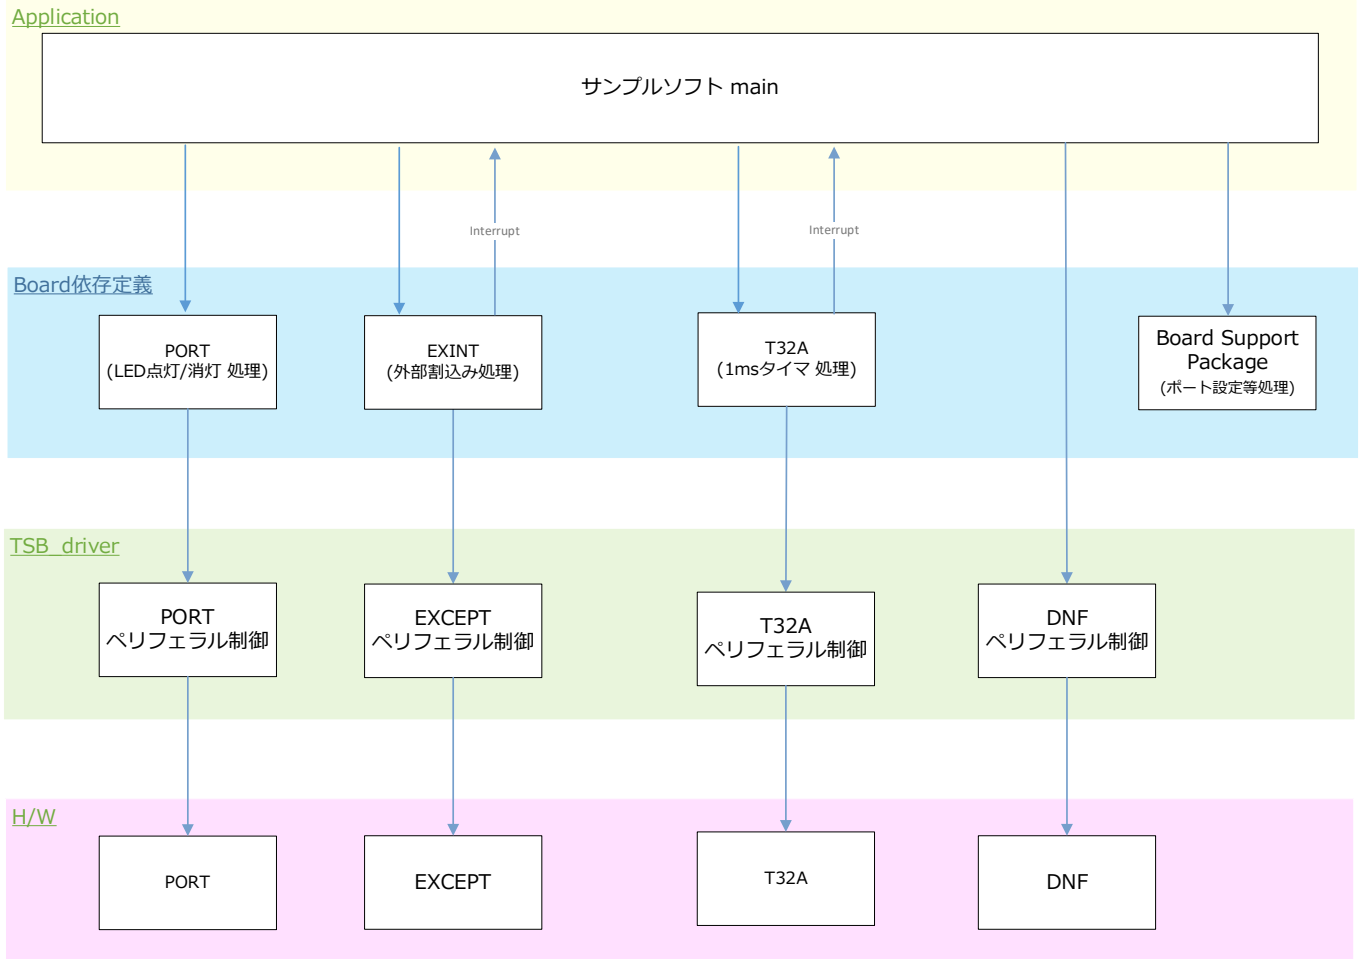 Application
サンプルソフト main
Interrupt
Interrupt
Board依存定義
PORT
(LED点灯/消灯 処理)
EXINT
(外部割込み処理)
T32A
(1msタイマ 処理)
Board Support
Package
(ポート設定等処理)
TSB_driver
PORT
ペリフェラル制御
EXCEPT
ペリフェラル制御
T32A
ペリフェラル制御
DNF
ペリフェラル制御
H/W
PORT
EXCEPT
T32A
DNF